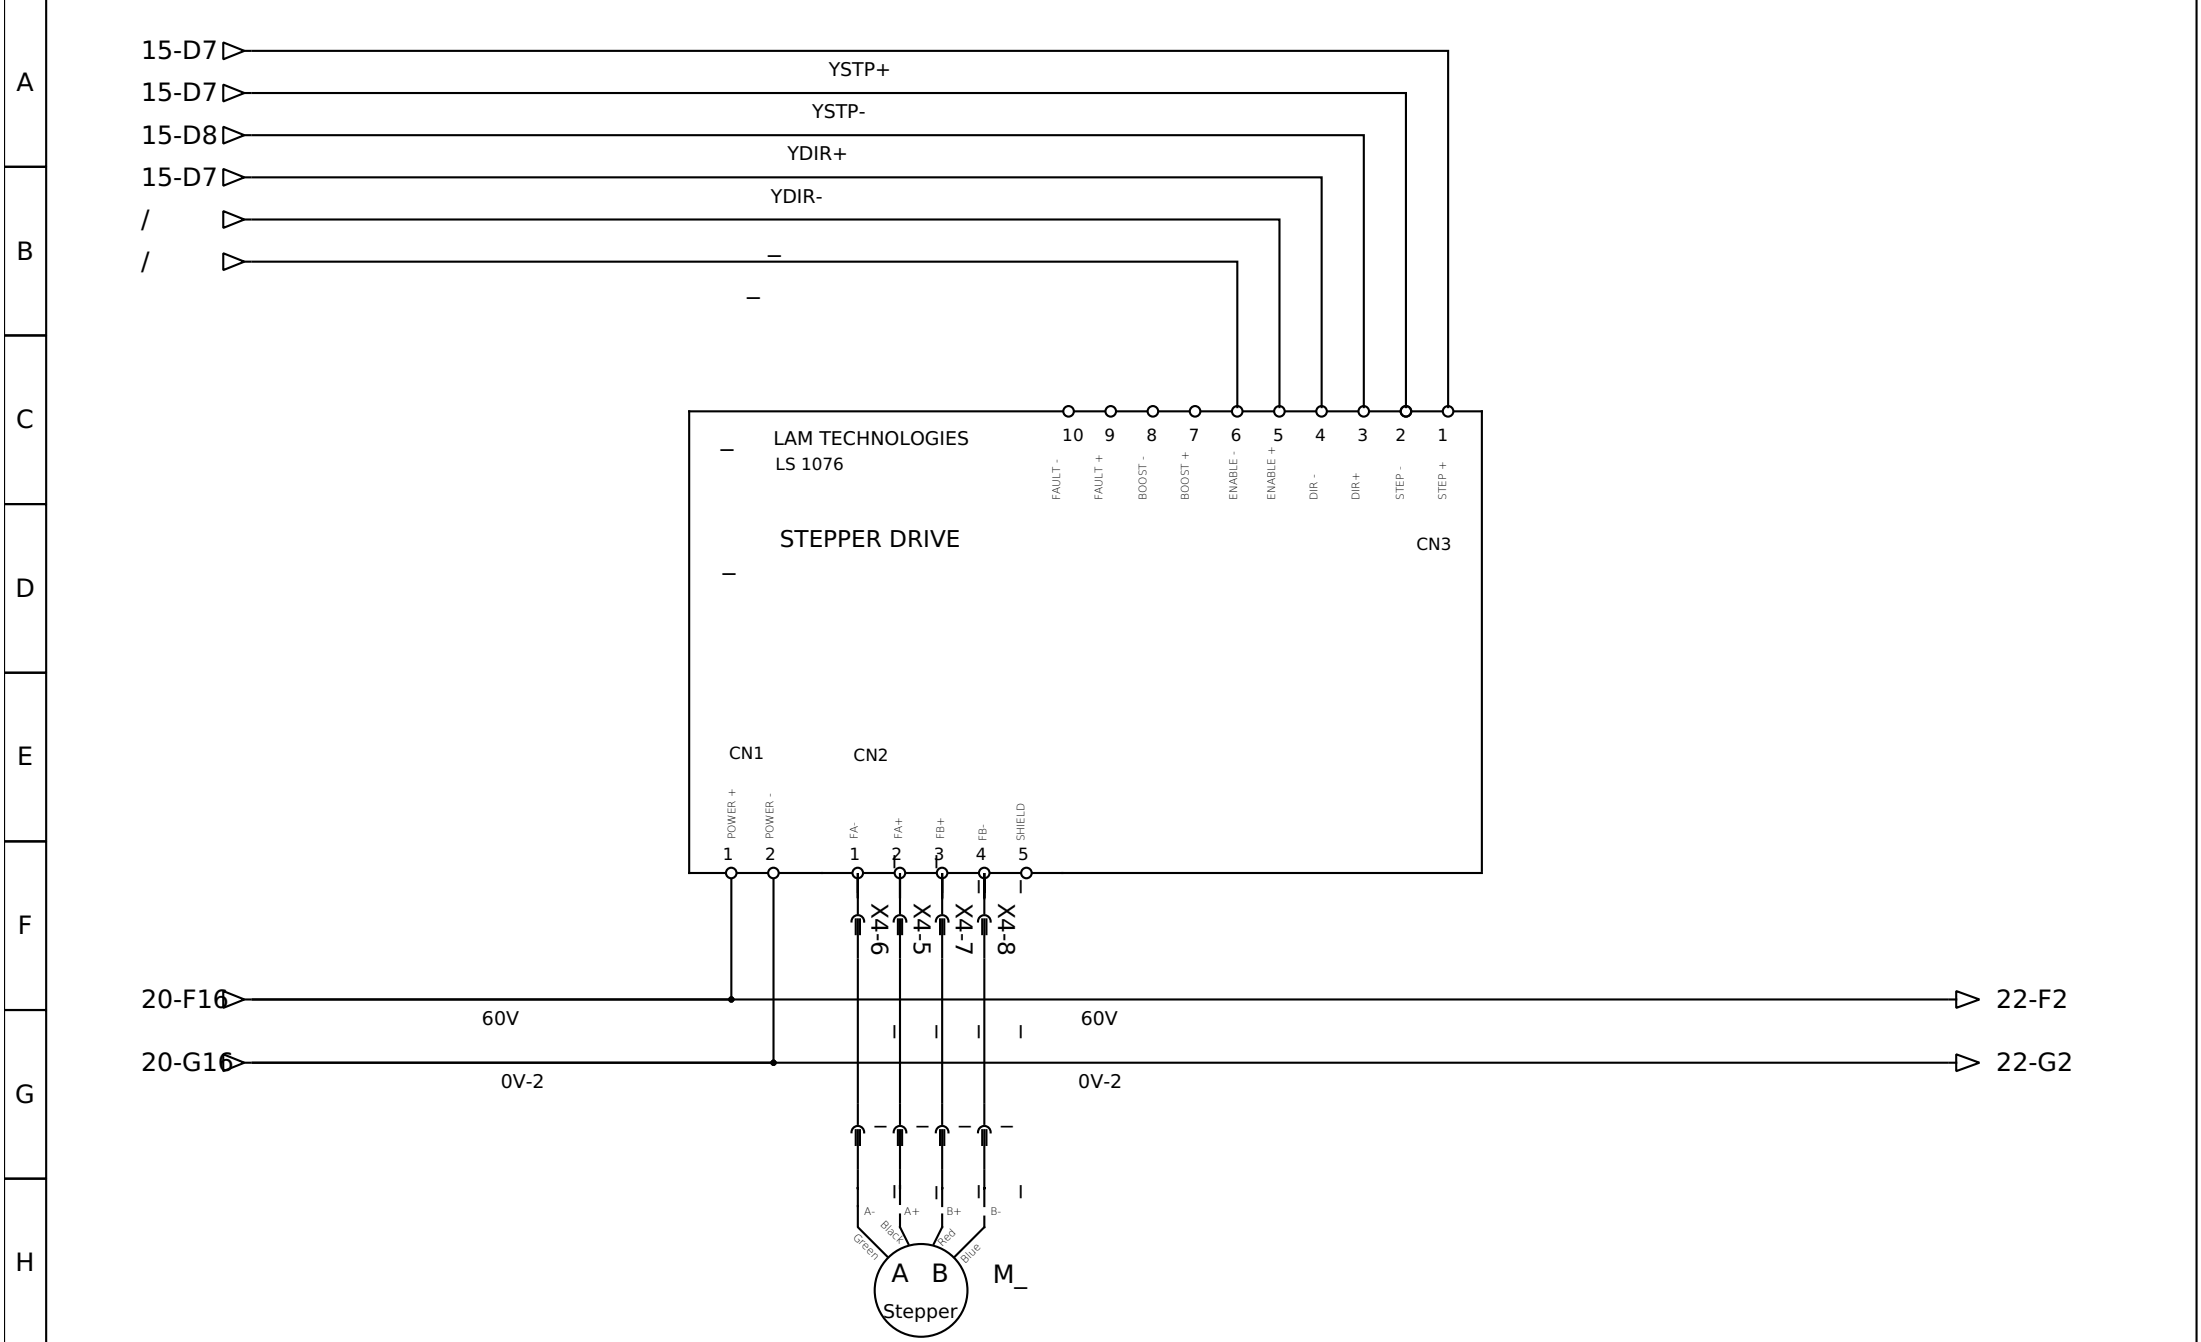 A
B
C
D
E
F
G
H
15-D7
YSTP+
15-D7
YSTP-
15-D8
YDIR+
15-D7
YDIR-
/
_
/
_
_
LAM TECHNOLOGIES
LS 1076
10 9 8 7 6 5 4 3 2 1
FAULT -
FAULT +
BOOST -
BOOST +
ENABLE -
ENABLE +
DIR -
DIR+
STEP -
STEP +
STEPPER DRIVE
CN3
_
CN1
CN2
POWER +
POWER -
FA-
FA+
FB+
FB-
SHIELD
1 2 1 2 3 4 5
X4-6
X4-5
X4-7
X4-8
20-F16
22-F2
60V
60V
20-G16
22-G2
0V-2
0V-2
_ _ _ _
A- A+ B+ B-
Green
Black
Red
Blue
A B
M_
Stepper